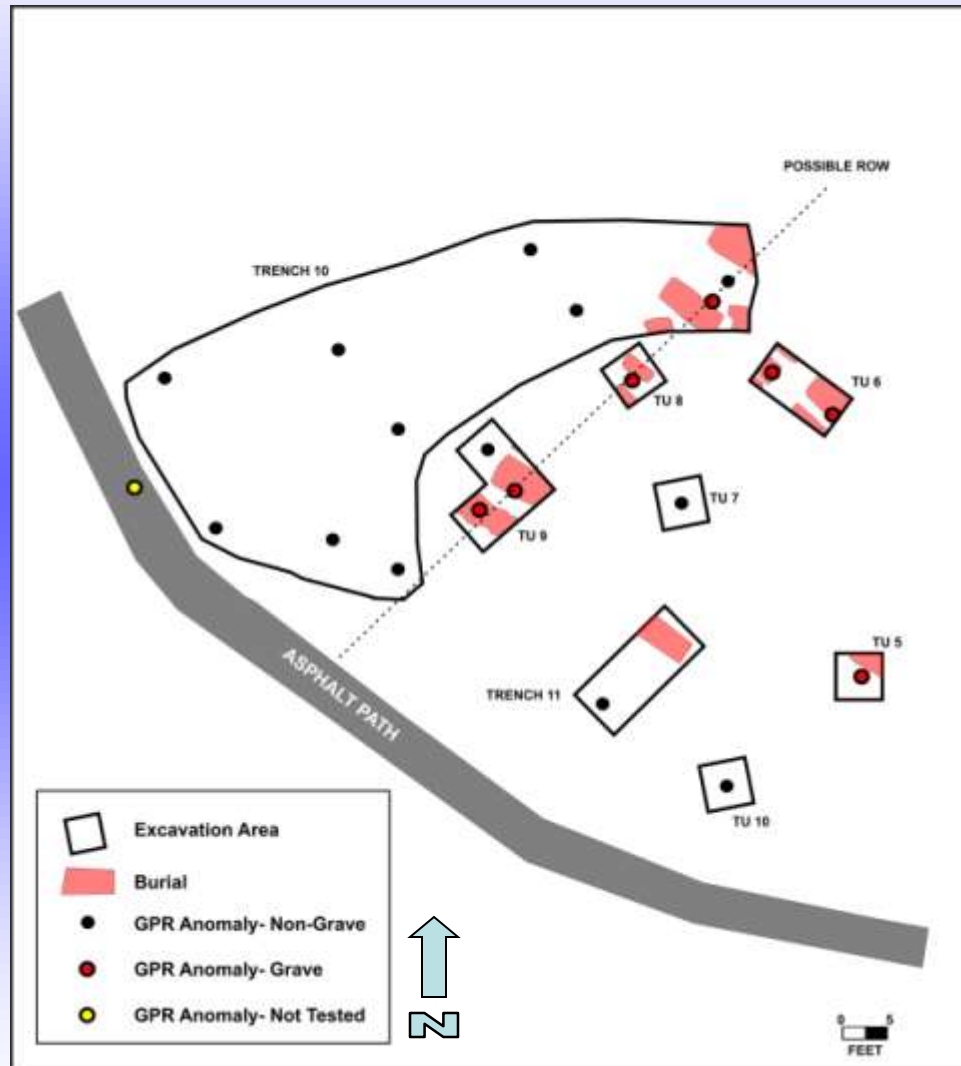 POSSIBLE ROW
TRENCH 10
TU 6
TU 8
TU 7
TU 9
TU 5
TRENCH 11
ASPHALT PATH
TU 10
Excavation Area
Burial
GPR Anomaly- Non-Grave
GPR Anomaly- Grave
GPR Anomaly- Not Tested
N
0 5
FEET